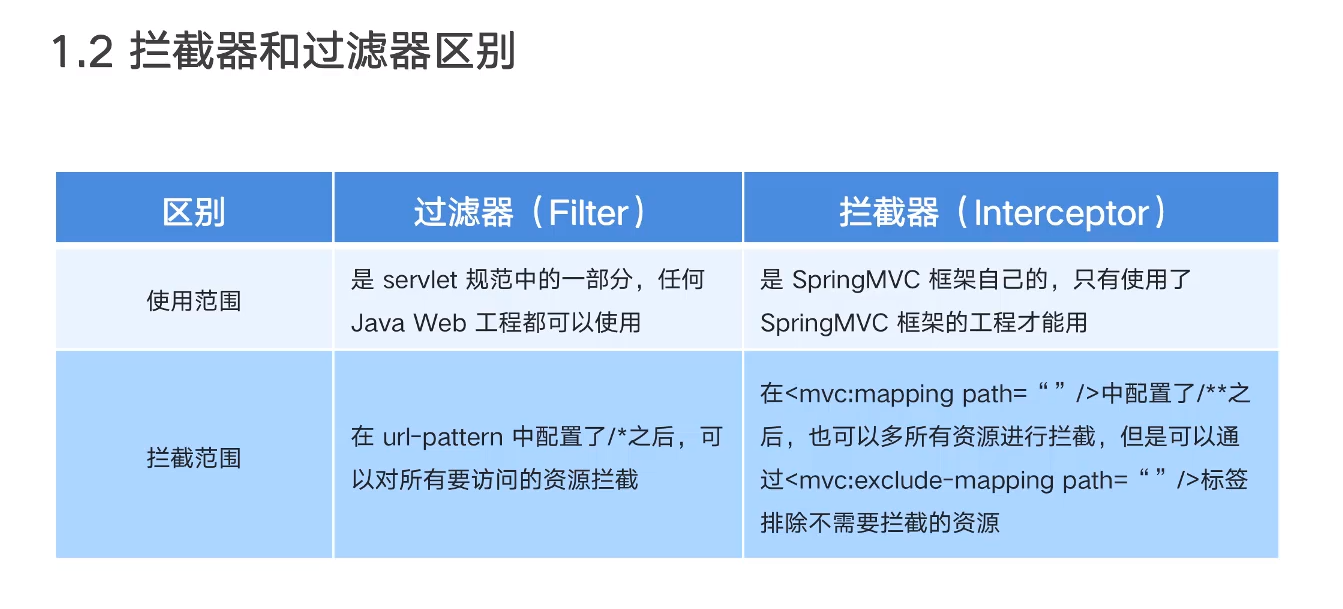 1.2 拦截器和过滤器区别
区别
过滤器（Filter）
拦截器（Interceptor）
使用范围
是 servlet 规范中的一部分，任何
Java Web 工程都可以使用
是 SpringMVC 框架自己的，只有使用了
SpringMVC 框架的工程才能用
拦截范围
在 url-pattern 中配置了/*之后，可
以对所有要访问的资源拦截
在<mvc:mapping path=“”/>中配置了/**之
后，也可以多所有资源进行拦截，但是可以通
过<mvc:exclude-mapping path=“”/>标签
排除不需要拦截的资源